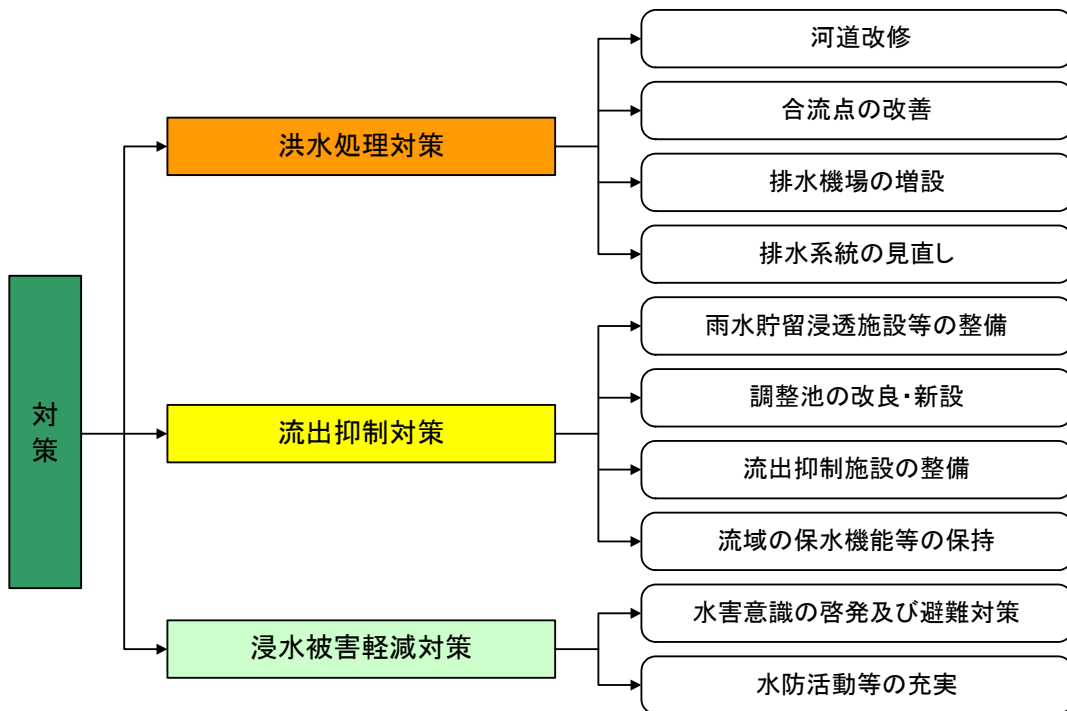 対策
洪水処理対策
河道改修
合流点の改善
排水機場の増設
排水系統の見直し
流出抑制対策
雨水貯留浸透施設等の整備
調整池の改良・新設
流出抑制施設の整備
流域の保水機能等の保持
浸水被害軽減対策
水害意識の啓発及び避難対策
水防活動等の充実